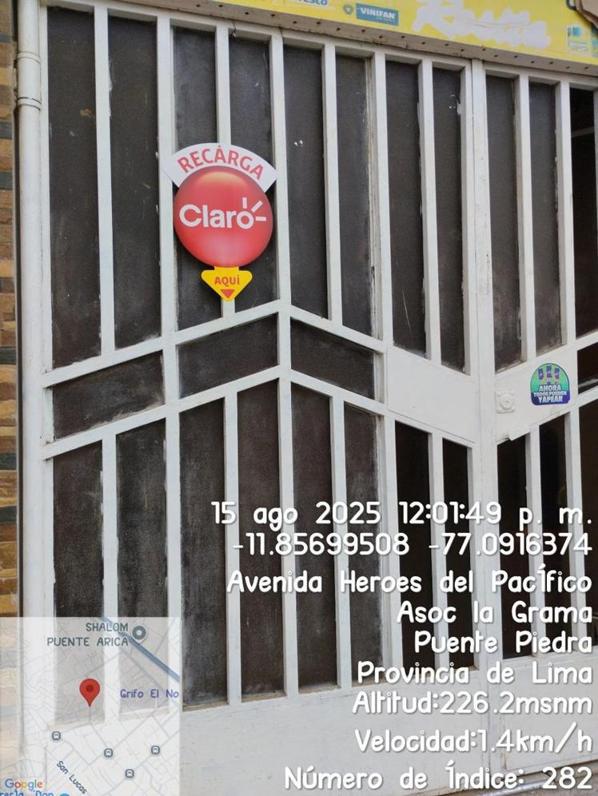 VINIFAN
RECARGA
Claro
AQUÍ
AHORA
TODOS PUEDEN
YAPEAR
15 ago 2025 12:01:49 p. m.
-11.85699508 -77.0916374
Avenida Heroes del Pacífico
Asoc la Grama
Puente Piedra
Provincia de Lima
Altitud:226.2msnm
Velocidad:1.4km/h
Número de Índice: 282
SHALOM
PUENTE ARICA
Grifo El No
San Lucas
Google